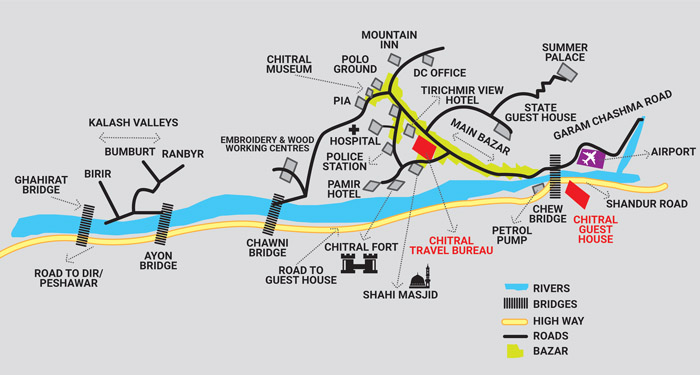 MOUNTAIN
INN
POLO
GROUND
CHITRAL
MUSEUM
DC OFFICE
SUMMER
PALACE
PIA
TIRICHMIR VIEW
HOTEL
STATE
GUEST HOUSE
GARAM CHASHMA ROAD
KALASH VALLEYS
BUMBURT
RANBYR
BIRIR
EMBROIDERY & WOOD
WORKING CENTRES
HOSPITAL
MAIN BAZAR
POLICE
STATION
AIRPORT
GHAHIRAT
BRIDGE
PAMIR
HOTEL
SHANDUR ROAD
AYON
BRIDGE
CHAWNI
BRIDGE
CHITRAL FORT
CHITRAL
TRAVEL BUREAU
PETROL
PUMP
CHEW
BRIDGE
CHITRAL
GUEST
HOUSE
ROAD TO DIR/
PESHAWAR
ROAD TO
GUEST HOUSE
SHAHI MASJID
RIVERS
BRIDGES
HIGH WAY
ROADS
BAZAR